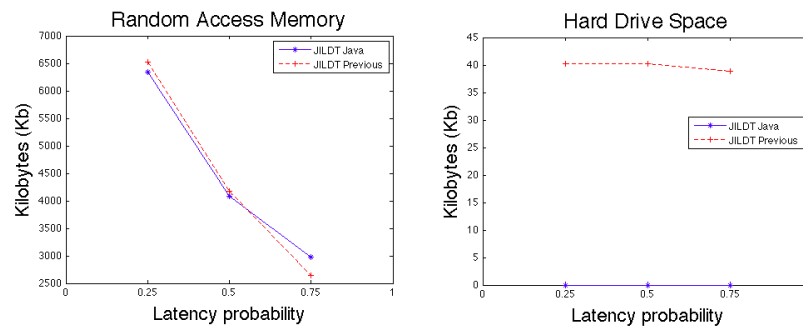 Random Access Memory
7000
6500
6000
5500
5000
4500
4000
3500
3000
2500
0
0.25
0.5
0.75
1
Kilobytes (Kb)
Latency probability
JILDT Java
JILDT Previous
Hard Drive Space
45
40
35
30
25
20
15
10
5
0
0
0.25
0.5
0.75
Kilobytes (Kb)
Latency probability
JILDT Java
JILDT Previous